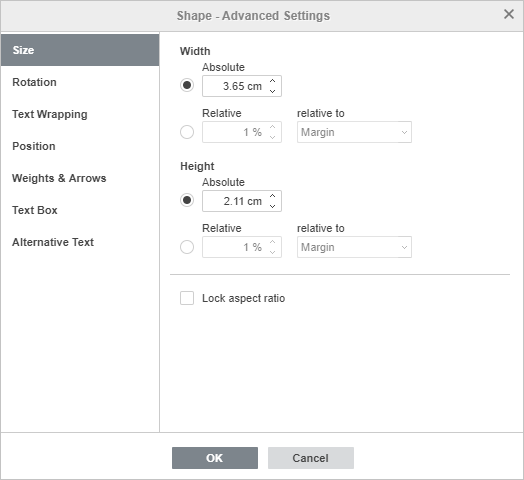 Shape - Advanced Settings
Size
Rotation
Text Wrapping
Position
Weights & Arrows
Text Box
Alternative Text
Width
Absolute
3.65 cm
Relative relative to
1 % Margin
Height
Absolute
2.11 cm
Relative relative to
1 % Margin
Lock aspect ratio
OK Cancel